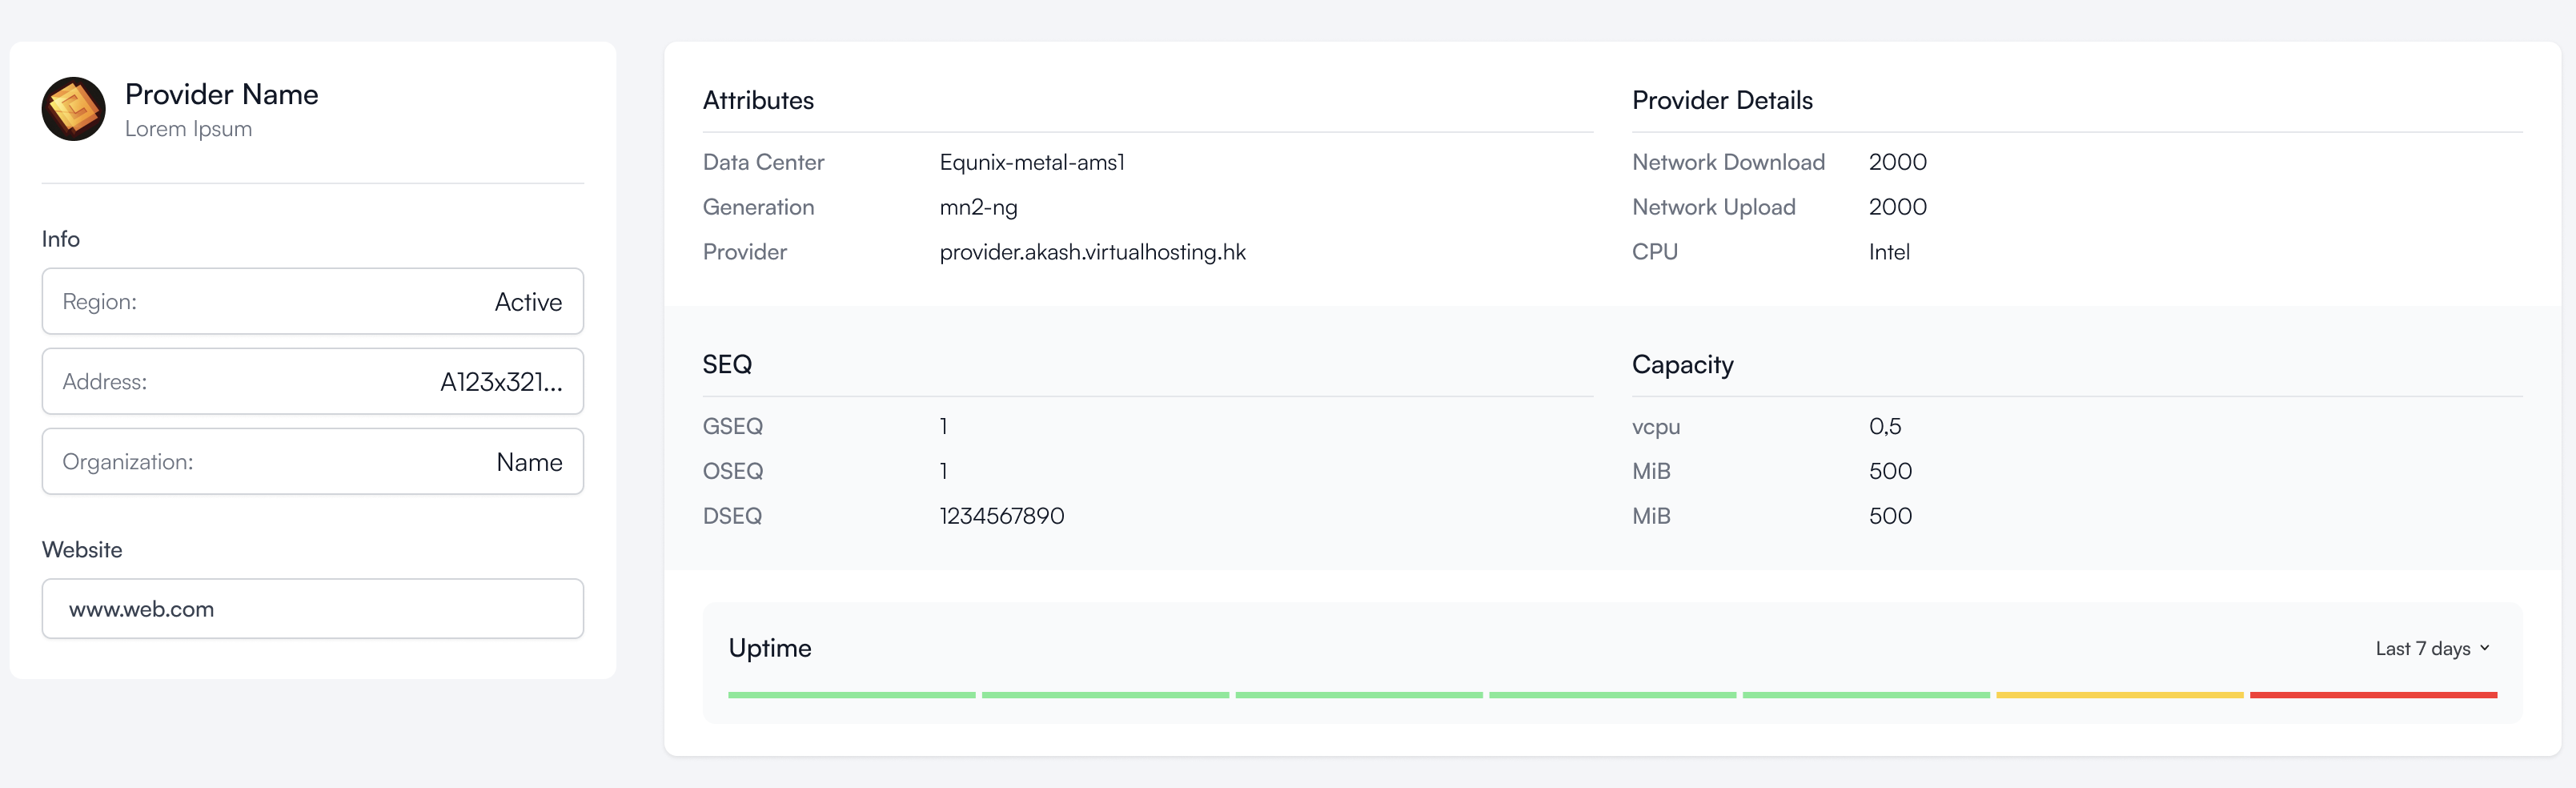 Provider Name
Lorem Ipsum
Info
Region: Active
Address: A123x321...
Organization: Name
Website
www.web.com
Attributes
Data Center Equnix-metal-ams1
Generation mn2-ng
Provider provider.akash.virtualhosting.hk
Provider Details
Network Download 2000
Network Upload 2000
CPU Intel
SEQ
GSEQ 1
OSEQ 1
DSEQ 1234567890
Capacity
vcpu 0,5
MiB 500
MiB 500
Uptime
Last 7 days